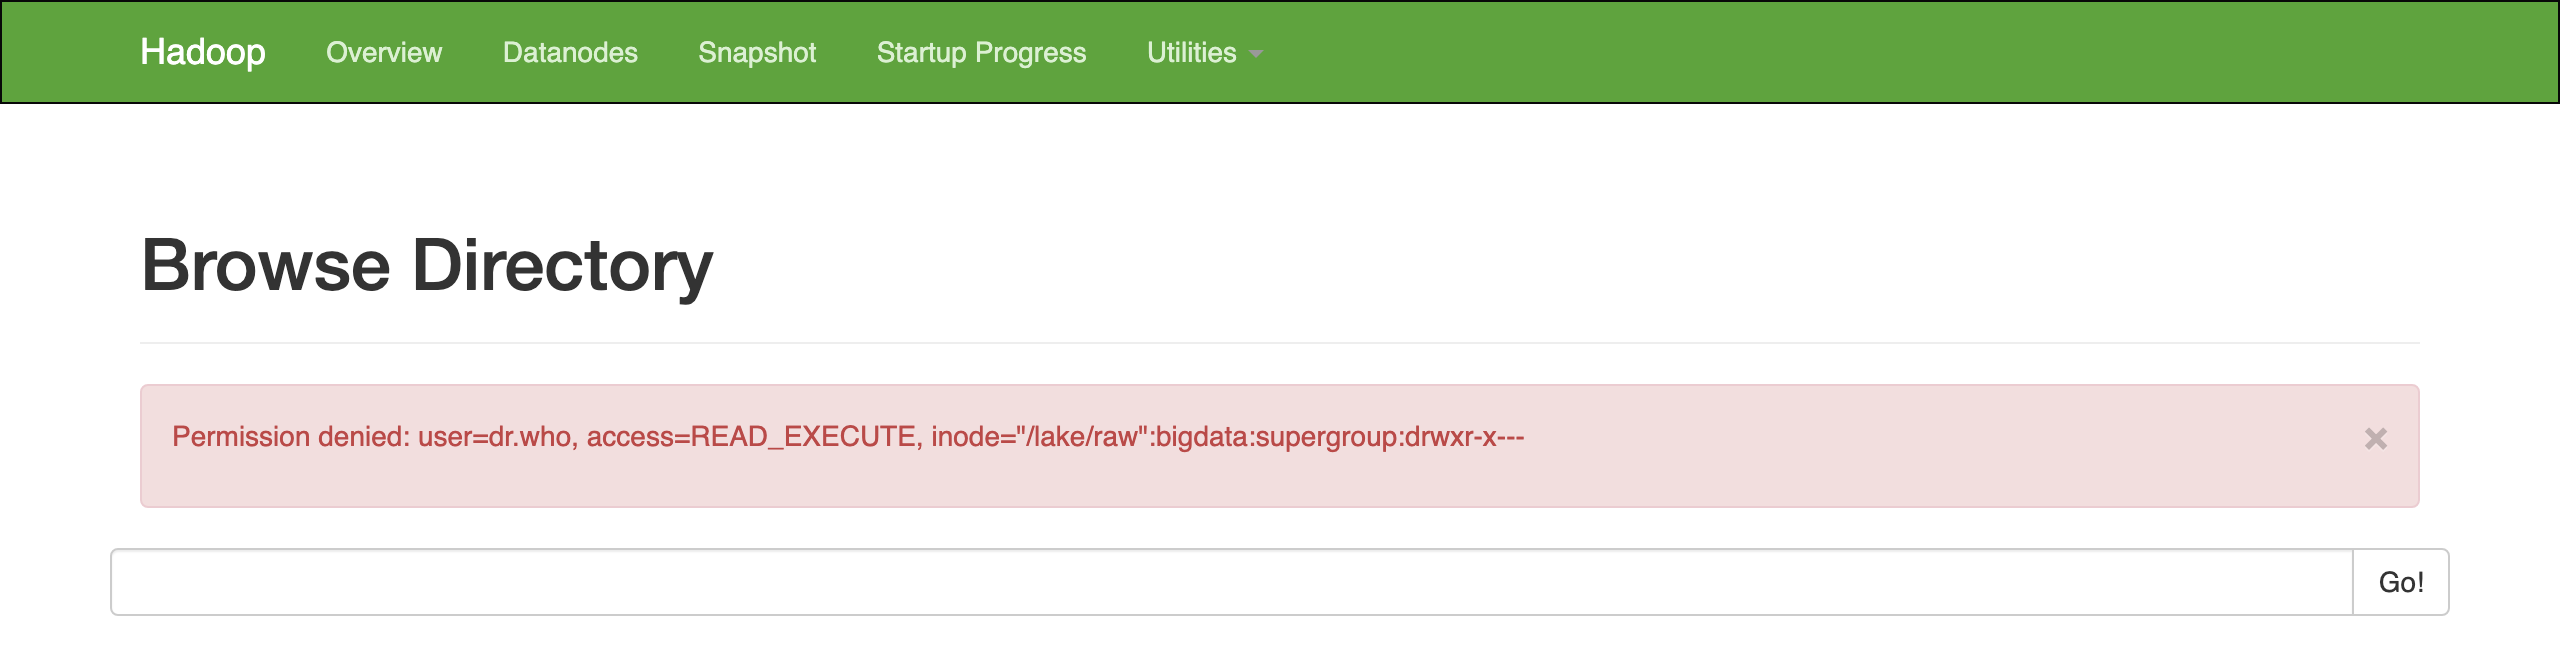 Hadoop Overview Datanodes Snapshot Startup Progress Utilities
Browse Directory
Permission denied: user=dr.who, access=READ_EXECUTE, inode="/lake/raw":bigdata:supergroup:drwxr-x---
Go!